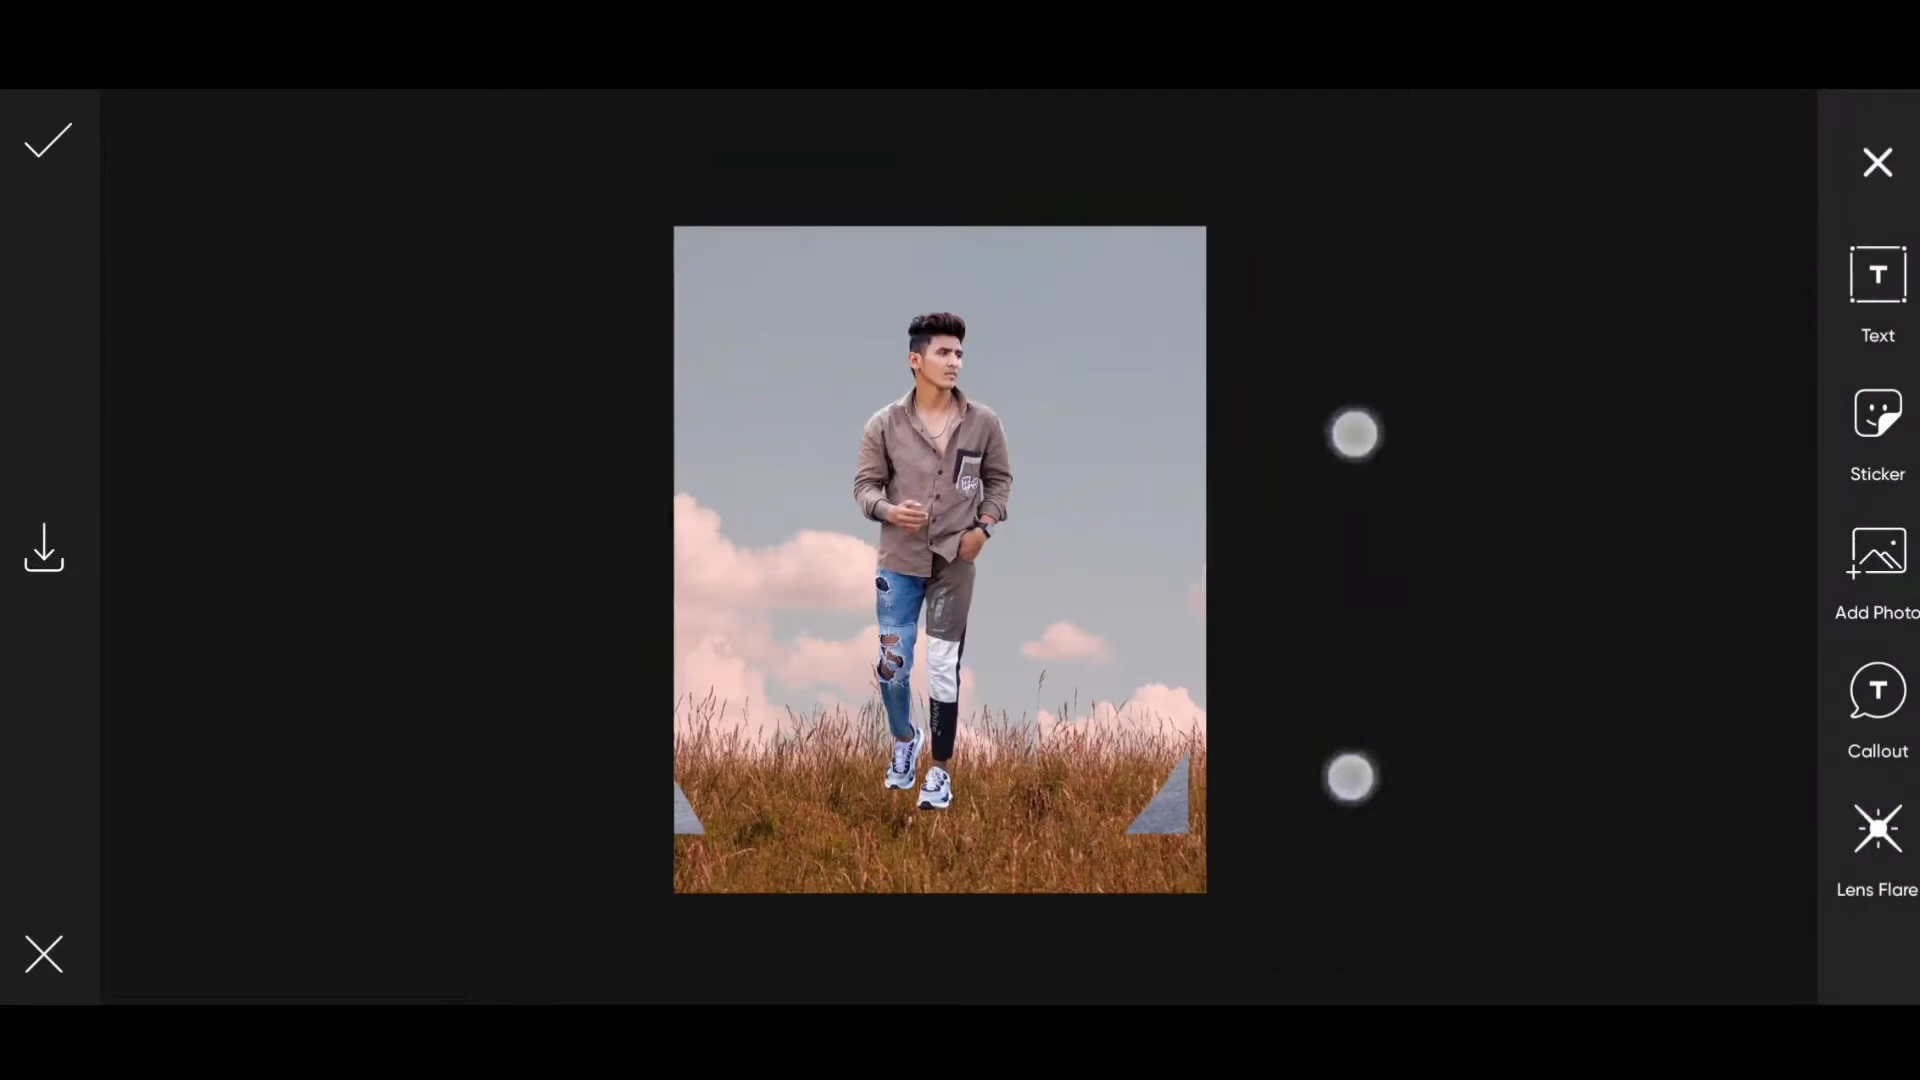 Text
Sticker
Add Photo
Callout
Lens Flare